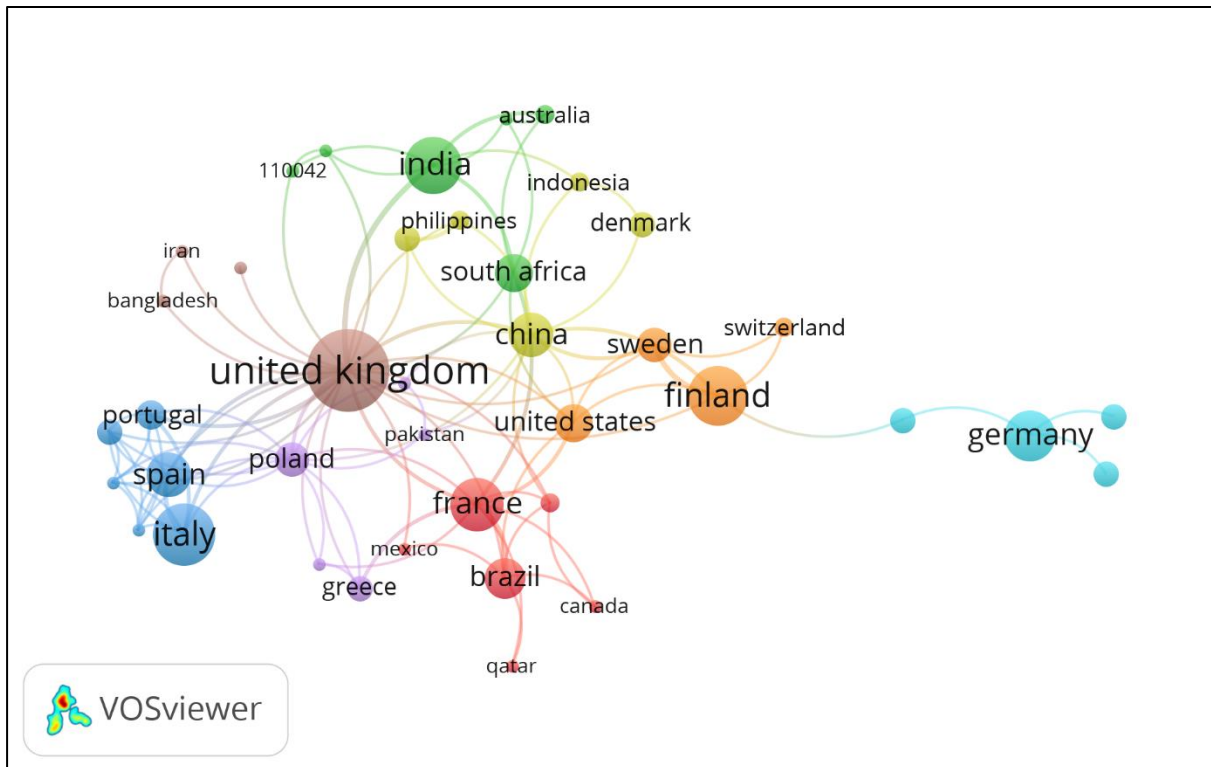 australia
india
110042
indonesia
philippines
denmark
iran
south africa
bangladesh
china
switzerland
sweden
united kingdom
finland
portugal
united states
pakistan
germany
poland
spain
france
italy
mexico
brazil
greece
canada
qatar
VOSviewer